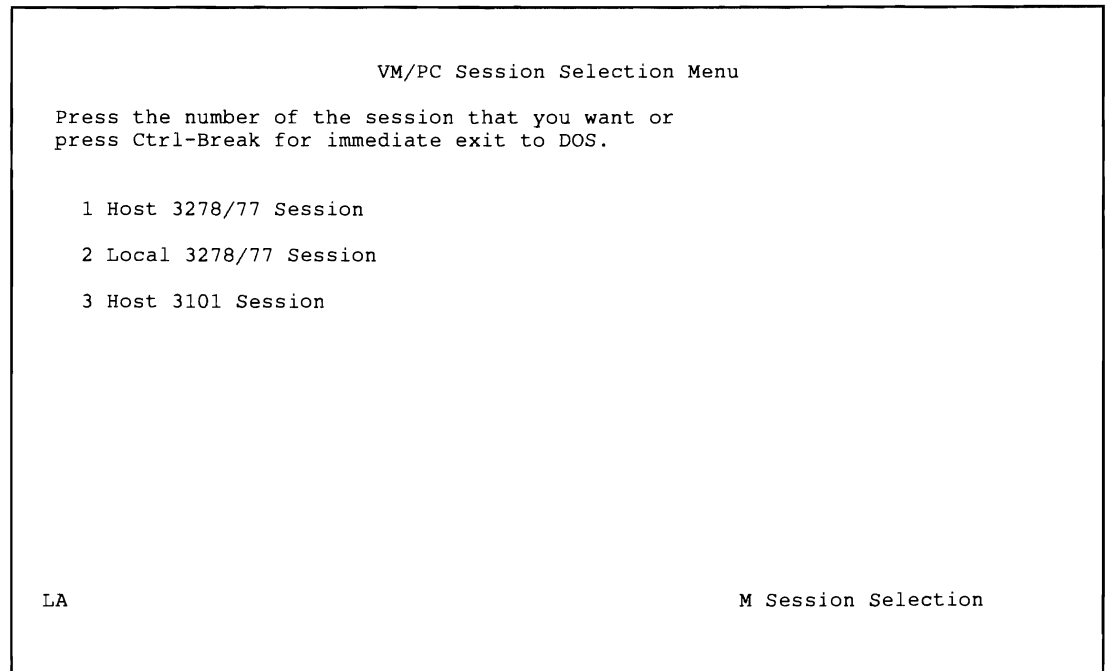 VM/PC Session Selection Menu
Press the number of the session that you want or
press Ctrl-Break for immediate exit to DOS.
1 Host 3278/77 Session
2 Local 3278/77 Session
3 Host 3101 Session
LA M Session Selection